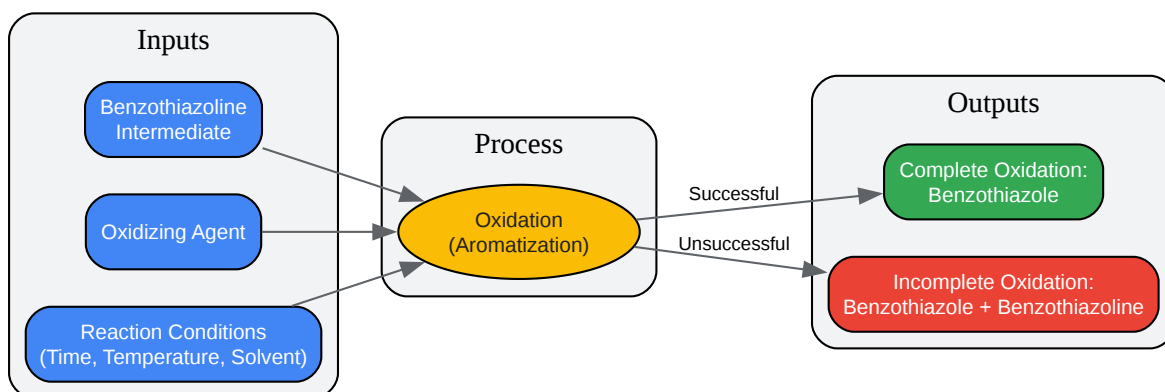 Inputs
Benzothiazoline
Intermediate
Oxidizing Agent
Reaction Conditions
(Time, Temperature, Solvent)
Process
Oxidation
(Aromatization)
Successful
Unsuccessful
Outputs
Complete Oxidation:
Benzothiazole
Incomplete Oxidation:
Benzothiazole + Benzothiazoline